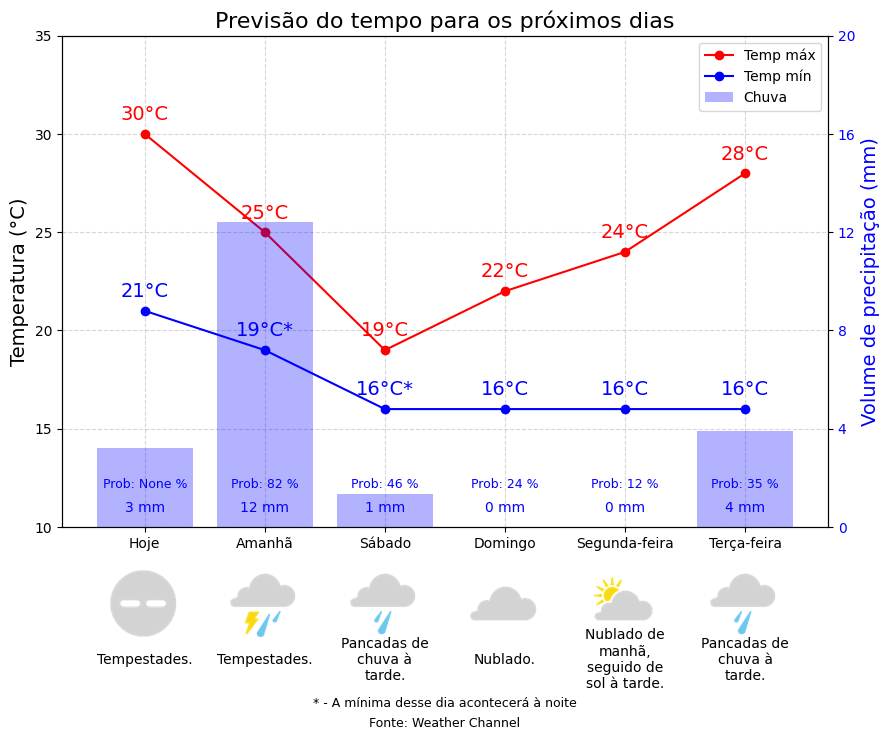 Previsão do tempo para os próximos dias
35
30
25
20
15
10
Temperatura (°C)
20
16
12
8
4
0
Volume de precipitação (mm)
Temp máx
Temp mín
Chuva
30°C
25°C
19°C
22°C
24°C
28°C
21°C
19°C*
16°C*
16°C
16°C
16°C
Prob: None %
Prob: 82 %
Prob: 46 %
Prob: 24 %
Prob: 12 %
Prob: 35 %
3 mm
12 mm
1 mm
0 mm
0 mm
4 mm
Hoje
Amanhã
Sábado
Domingo
Segunda-feira
Terça-feira
Tempestades.
Tempestades.
Pancadas de
chuva à
tarde.
Nublado.
Nublado de
manhã,
seguido de
sol à tarde.
Pancadas de
chuva à
tarde.
* - A mínima desse dia acontecerá à noite
Fonte: Weather Channel